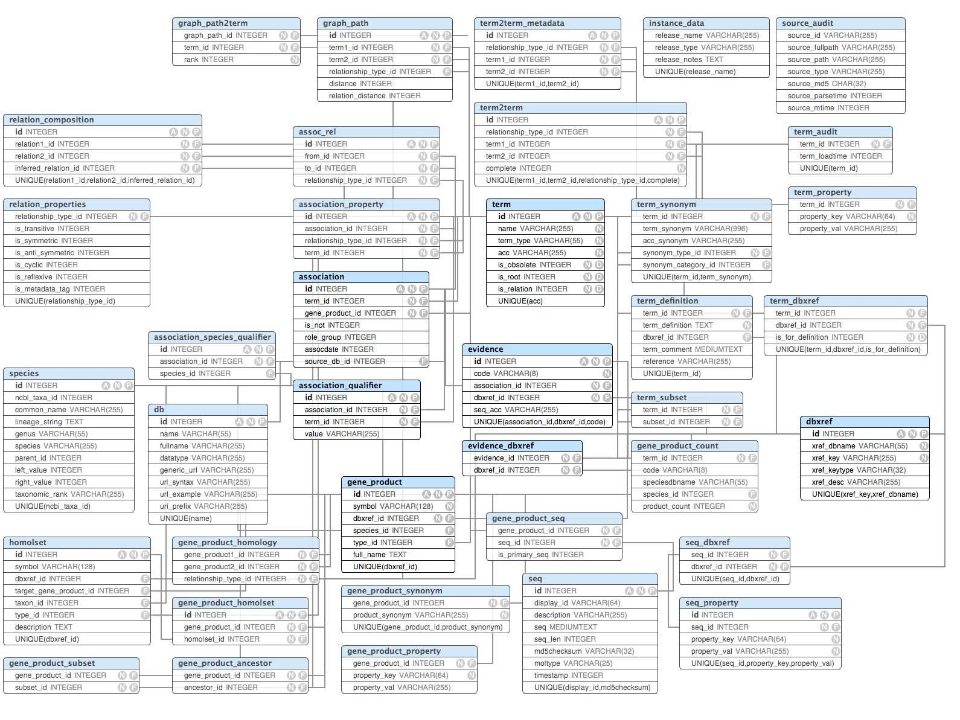 graph_path2term
graph_path_id INTEGER N F
term_id INTEGER N F
rank INTEGER N
graph_path
id INTEGER A N P
term1_id INTEGER N F
term2_id INTEGER N F
relationship_type_id INTEGER F
distance INTEGER
relation_distance INTEGER
term2term_metadata
id INTEGER A N P
relationship_type_id INTEGER N F
term1_id INTEGER N F
term2_id INTEGER N F
UNIQUE(term1_id,term2_id)
instance_data
release_name VARCHAR(255)
release_type VARCHAR(255)
release_notes TEXT
UNIQUE(release_name)
source_audit
source_id VARCHAR(255)
source_fullpath VARCHAR(255)
source_path VARCHAR(255)
source_type VARCHAR(255)
source_md5 CHAR(32)
source_parsetime INTEGER
source_mtime INTEGER
relation_composition
id INTEGER A N P
relation1_id INTEGER N F
relation2_id INTEGER N F
inferred_relation_id INTEGER N F
UNIQUE(relation1_id,relation2_id,inferred_relation_id)
assoc_rel
id INTEGER A N P
from_id INTEGER N F
to_id INTEGER N F
relationship_type_id INTEGER N F
term2term
id INTEGER A N P
relationship_type_id INTEGER N F
term1_id INTEGER N F
term2_id INTEGER N F
complete INTEGER N
UNIQUE(term1_id,term2_id,relationship_type_id,complete)
term_audit
term_id INTEGER N F
term_loadtime INTEGER
UNIQUE(term_id)
relation_properties
relationship_type_id INTEGER N F
is_transitive INTEGER
is_symmetric INTEGER
is_anti_symmetric INTEGER
is_cyclic INTEGER
is_reflexive INTEGER
is_metadata_tag INTEGER
UNIQUE(relationship_type_id)
association_property
id INTEGER A N P
association_id INTEGER N F
relationship_type_id INTEGER N F
term_id INTEGER N F
term
id INTEGER A N P
name VARCHAR(255) N
term_type VARCHAR(55) N
acc VARCHAR(255) N
is_obsolete INTEGER N D
is_root INTEGER N D
is_relation INTEGER N D
UNIQUE(acc)
term_synonym
term_id INTEGER N F
term_synonym VARCHAR(996)
acc_synonym VARCHAR(255)
synonym_type_id INTEGER N F
synonym_category_id INTEGER F
UNIQUE(term_id,term_synonym)
term_property
term_id INTEGER N F
property_key VARCHAR(64) N
property_val VARCHAR(255)
association
id INTEGER A N P
term_id INTEGER N F
gene_product_id INTEGER N F
is_not INTEGER
role_group INTEGER
assocdate INTEGER
source_db_id INTEGER F
term_definition
term_id INTEGER N F
term_definition TEXT N
dbxref_id INTEGER F
term_comment MEDIUMTEXT
reference VARCHAR(255)
UNIQUE(term_id)
term_dbxref
term_id INTEGER N F
dbxref_id INTEGER N F
is_for_definition INTEGER N D
UNIQUE(term_id,dbxref_id,is_for_definition)
association_species_qualifier
id INTEGER A N P
association_id INTEGER N F
species_id INTEGER F
evidence
id INTEGER A N P
code VARCHAR(8) N
association_id INTEGER N F
dbxref_id INTEGER N F
seq_acc VARCHAR(255)
UNIQUE(association_id,dbxref_id,code)
species
id INTEGER A N P
ncbi_taxa_id INTEGER
common_name VARCHAR(255)
lineage_string TEXT
genus VARCHAR(55)
species VARCHAR(255)
parent_id INTEGER
left_value INTEGER
right_value INTEGER
taxonomic_rank VARCHAR(255)
UNIQUE(ncbi_taxa_id)
association_qualifier
id INTEGER A N P
association_id INTEGER N F
term_id INTEGER N F
value VARCHAR(255)
db
id INTEGER A N P
name VARCHAR(55)
fullname VARCHAR(255)
datatype VARCHAR(255)
generic_url VARCHAR(255)
url_syntax VARCHAR(255)
url_example VARCHAR(255)
uri_prefix VARCHAR(255)
UNIQUE(name)
term_subset
term_id INTEGER N F
subset_id INTEGER N F
dbxref
id INTEGER A N P
xref_dbname VARCHAR(55) N
xref_key VARCHAR(255) N
xref_keytype VARCHAR(32)
xref_desc VARCHAR(255)
UNIQUE(xref_key,xref_dbname)
evidence_dbxref
evidence_id INTEGER N F
dbxref_id INTEGER N F
gene_product_count
term_id INTEGER N F
code VARCHAR(8)
speciesdbname VARCHAR(55)
species_id INTEGER F
product_count INTEGER N
gene_product
id INTEGER A N P
symbol VARCHAR(128) N
dbxref_id INTEGER N F
species_id INTEGER F
type_id INTEGER F
full_name TEXT
UNIQUE(dbxref_id)
gene_product_seq
gene_product_id INTEGER N F
seq_id INTEGER N F
is_primary_seq INTEGER
homolset
id INTEGER A N P
symbol VARCHAR(128)
dbxref_id INTEGER F
target_gene_product_id INTEGER F
taxon_id INTEGER F
type_id INTEGER F
description TEXT
UNIQUE(dbxref_id)
gene_product_homology
gene_product1_id INTEGER N F
gene_product2_id INTEGER N F
relationship_type_id INTEGER N F
seq_dbxref
seq_id INTEGER N F
dbxref_id INTEGER N F
UNIQUE(seq_id,dbxref_id)
gene_product_homolset
id INTEGER A N P
gene_product_id INTEGER N F
homolset_id INTEGER N F
gene_product_synonym
gene_product_id INTEGER N F
product_synonym VARCHAR(255) N
UNIQUE(gene_product_id,product_synonym)
seq
id INTEGER A N P
display_id VARCHAR(64)
description VARCHAR(255)
seq MEDIUMTEXT
seq_len INTEGER
md5checksum VARCHAR(32)
moltype VARCHAR(25)
timestamp INTEGER
UNIQUE(display_id,md5checksum)
seq_property
id INTEGER A N P
seq_id INTEGER N F
property_key VARCHAR(64) N
property_val VARCHAR(255) N
UNIQUE(seq_id,property_key,property_val)
gene_product_subset
gene_product_id INTEGER N F
subset_id INTEGER N F
gene_product_ancestor
gene_product_id INTEGER N F
ancestor_id INTEGER N F
gene_product_property
gene_product_id INTEGER N F
property_key VARCHAR(64) N
property_val VARCHAR(255)